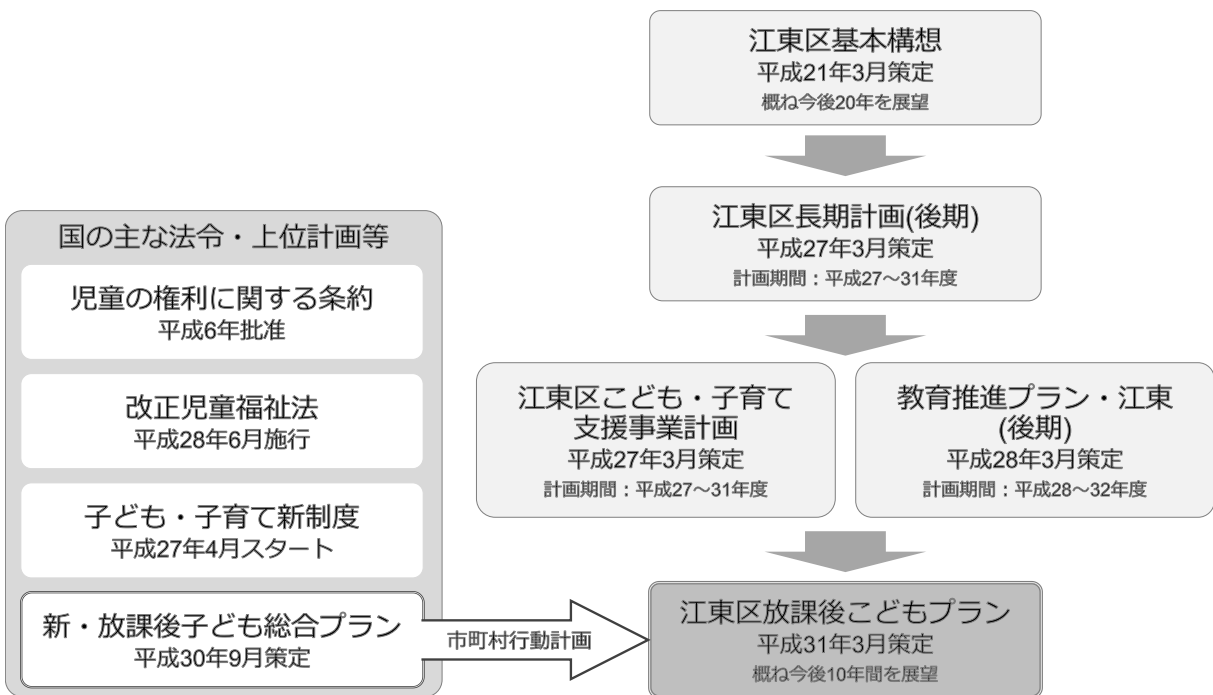 江東区基本構想
平成21年3月策定
概ね今後20年を展望
江東区長期計画(後期)
平成27年3月策定
計画期間：平成27～31年度
国の主な法令・上位計画等
児童の権利に関する条約
平成6年批准
改正児童福祉法
平成28年6月施行
子ども・子育て新制度
平成27年4月スタート
新・放課後子ども総合プラン
平成30年9月策定
市町村行動計画
江東区こども・子育て
支援事業計画
平成27年3月策定
計画期間：平成27～31年度
教育推進プラン・江東
(後期)
平成28年3月策定
計画期間：平成28～32年度
江東区放課後こどもプラン
平成31年3月策定
概ね今後10年間を展望